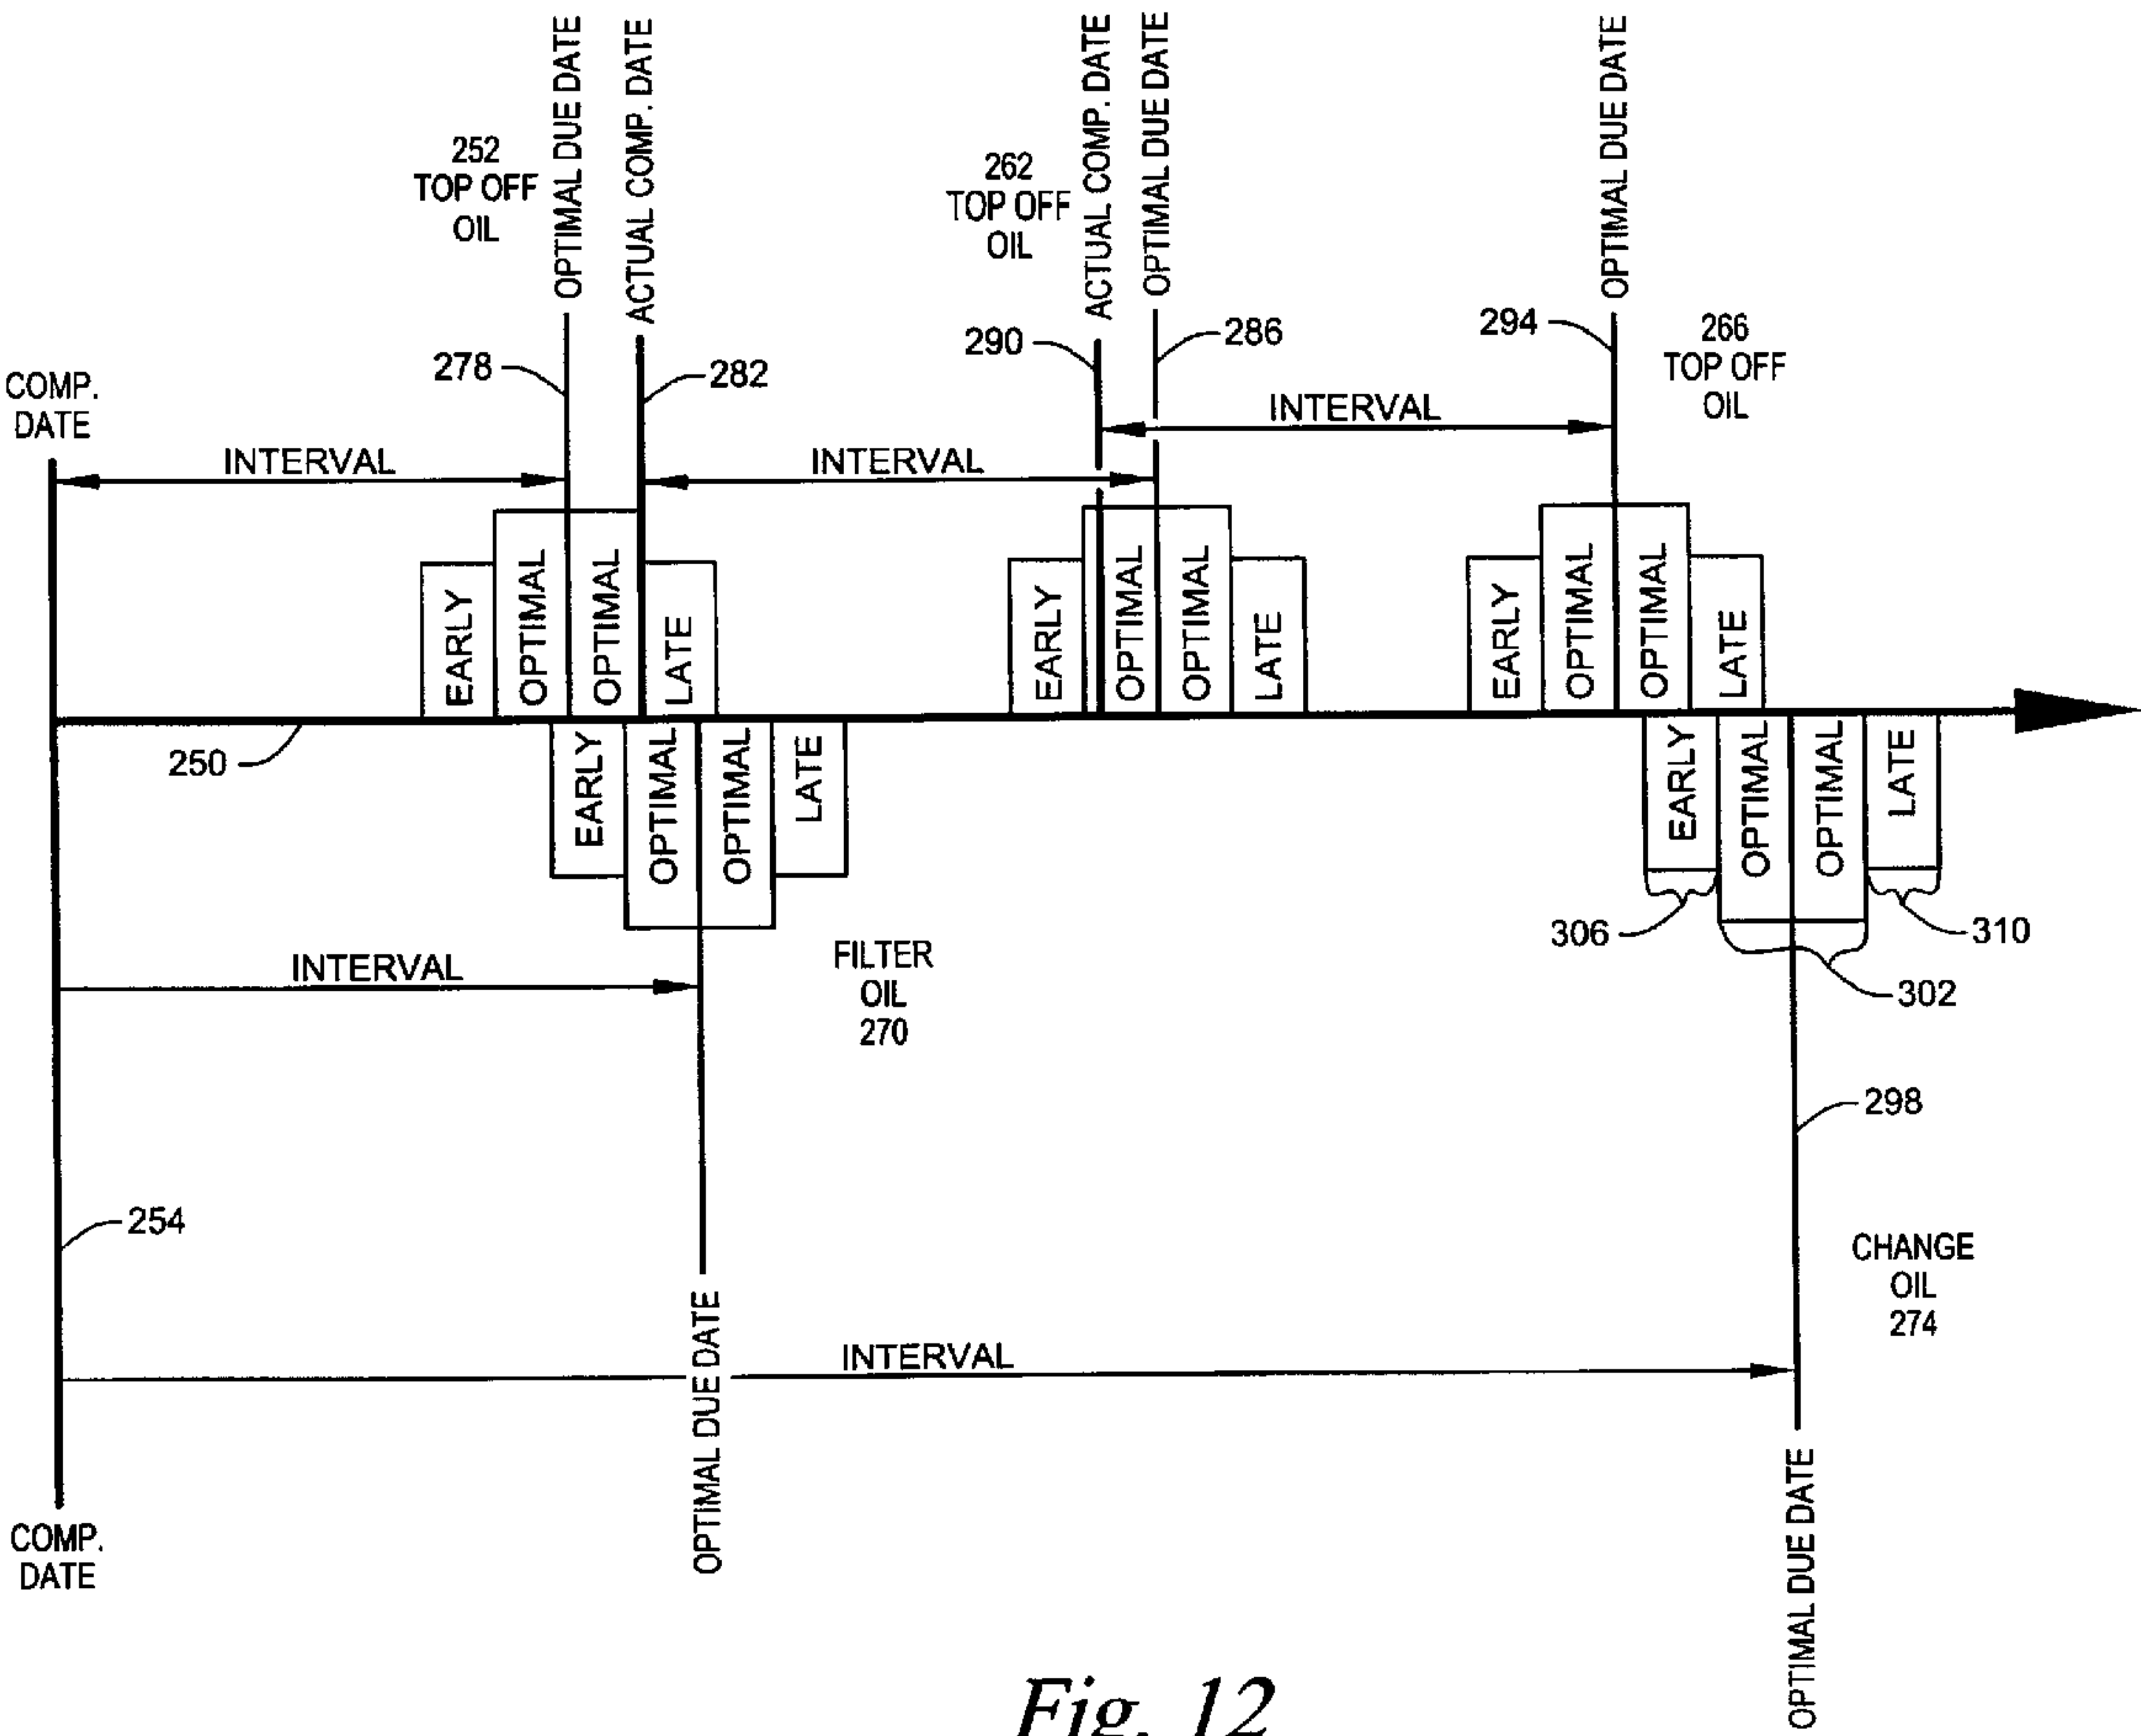 252
TOP OFF
OIL
OPTIMAL DUE DATE
ACTUAL COMP. DATE
262
TOP OFF
OIL
ACTUAL COMP. DATE
OPTIMAL DUE DATE
OPTIMAL DUE DATE
266
TOP OFF
OIL
278
282
290
286
294
COMP.
DATE
INTERVAL
INTERVAL
INTERVAL
EARLY
OPTIMAL
OPTIMAL
LATE
EARLY
OPTIMAL
OPTIMAL
LATE
EARLY
OPTIMAL
OPTIMAL
LATE
250
EARLY
OPTIMAL
OPTIMAL
LATE
EARLY
OPTIMAL
OPTIMAL
LATE
306
310
302
INTERVAL
FILTER
OIL
270
298
254
CHANGE
OIL
274
INTERVAL
OPTIMAL DUE DATE
OPTIMAL DUE DATE
COMP.
DATE
Fig. 12